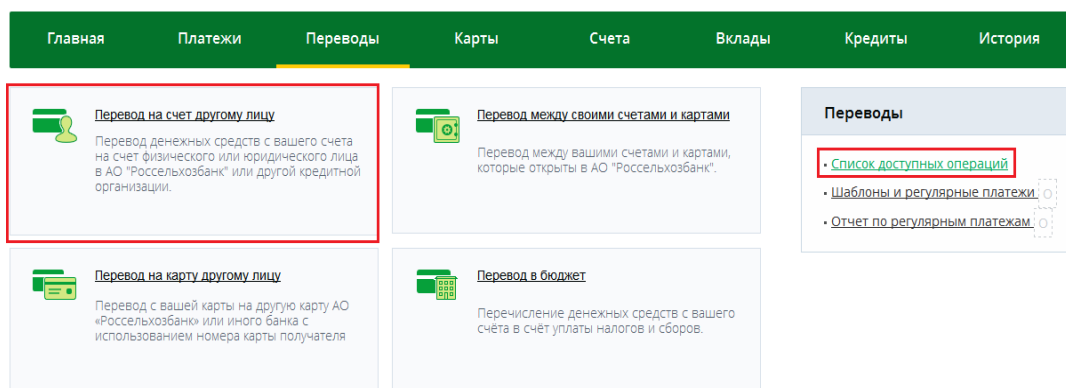 Главная Платежи Переводы Карты Счета Вклады Кредиты История
Перевод на счет другому лицу
Перевод денежных средств с вашего счета
на счет физического или юридического лица
в АО "Россельхозбанк" или другой кредитной
организации.
Перевод между своими счетами и картами
Перевод между вашими счетами и картами,
которые открыты в АО "Россельхозбанк".
Перевод на карту другому лицу
Перевод с вашей карты на другую карту АО
«Россельхозбанк» или иного банка с
использованием номера карты получателя
Перевод в бюджет
Перечисление денежных средств с вашего
счёта в счёт уплаты налогов и сборов.
Переводы
Список доступных операций
Шаблоны и регулярные платежи 0
Отчет по регулярным платежам 0